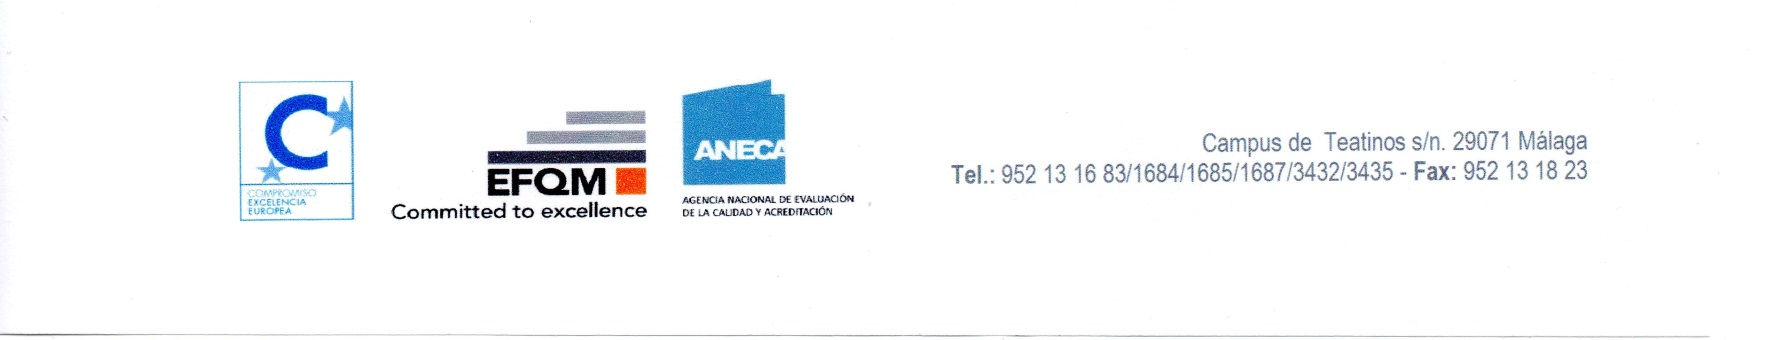 C
COMPROMISO
EXCELENCIA
EUROPEA
EFQM
Committed to excellence
ANECA
AGENCIA NACIONAL DE EVALUACIÓN
DE LA CALIDAD Y ACREDITACIÓN
Campus de Teatinos s/n. 29071 Málaga
Tel.: 952 13 16 83/1684/1685/1687/3432/3435 - Fax: 952 13 18 23